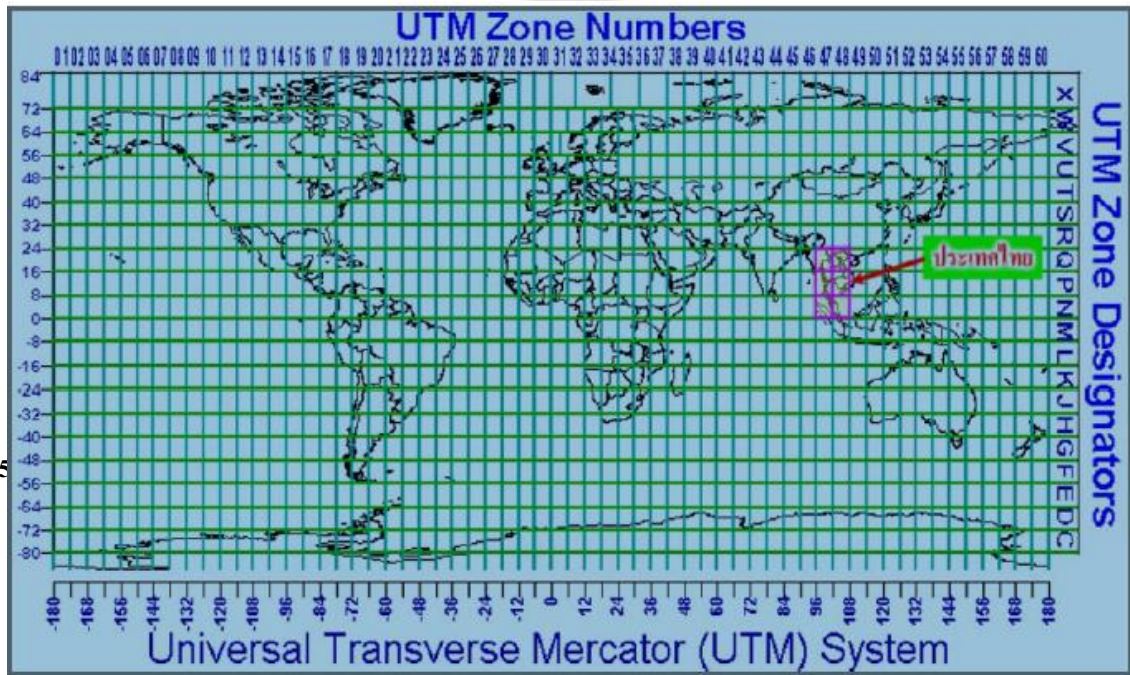 UTM Zone Numbers
01 02 03 04 05 06 07 08 09 10 11 12 13 14 15 16 17 18 19 20 21 22 23 24 25 26 27 28 29 30 31 32 33 34 35 36 37 38 39 40 41 42 43 44 45 46 47 48 49 50 51 52 53 54 55 56 57 58 59 60
84
72
64
56
48
40
32
24
16
8
0
-8
-16
-24
-32
-40
-48
-56
-64
-72
-80
X
W
V
U
T
S
R
Q
P
N
M
L
K
J
H
G
F
E
D
C
UTM Zone Designators
ประเทศไทย
5
-180 -168 -156 -144 -132 -120 -108 -96 -84 -72 -60 -48 -36 -24 -12 0 12 24 36 48 60 72 84 96 108 120 132 144 156 168 180
Universal Transverse Mercator (UTM) System